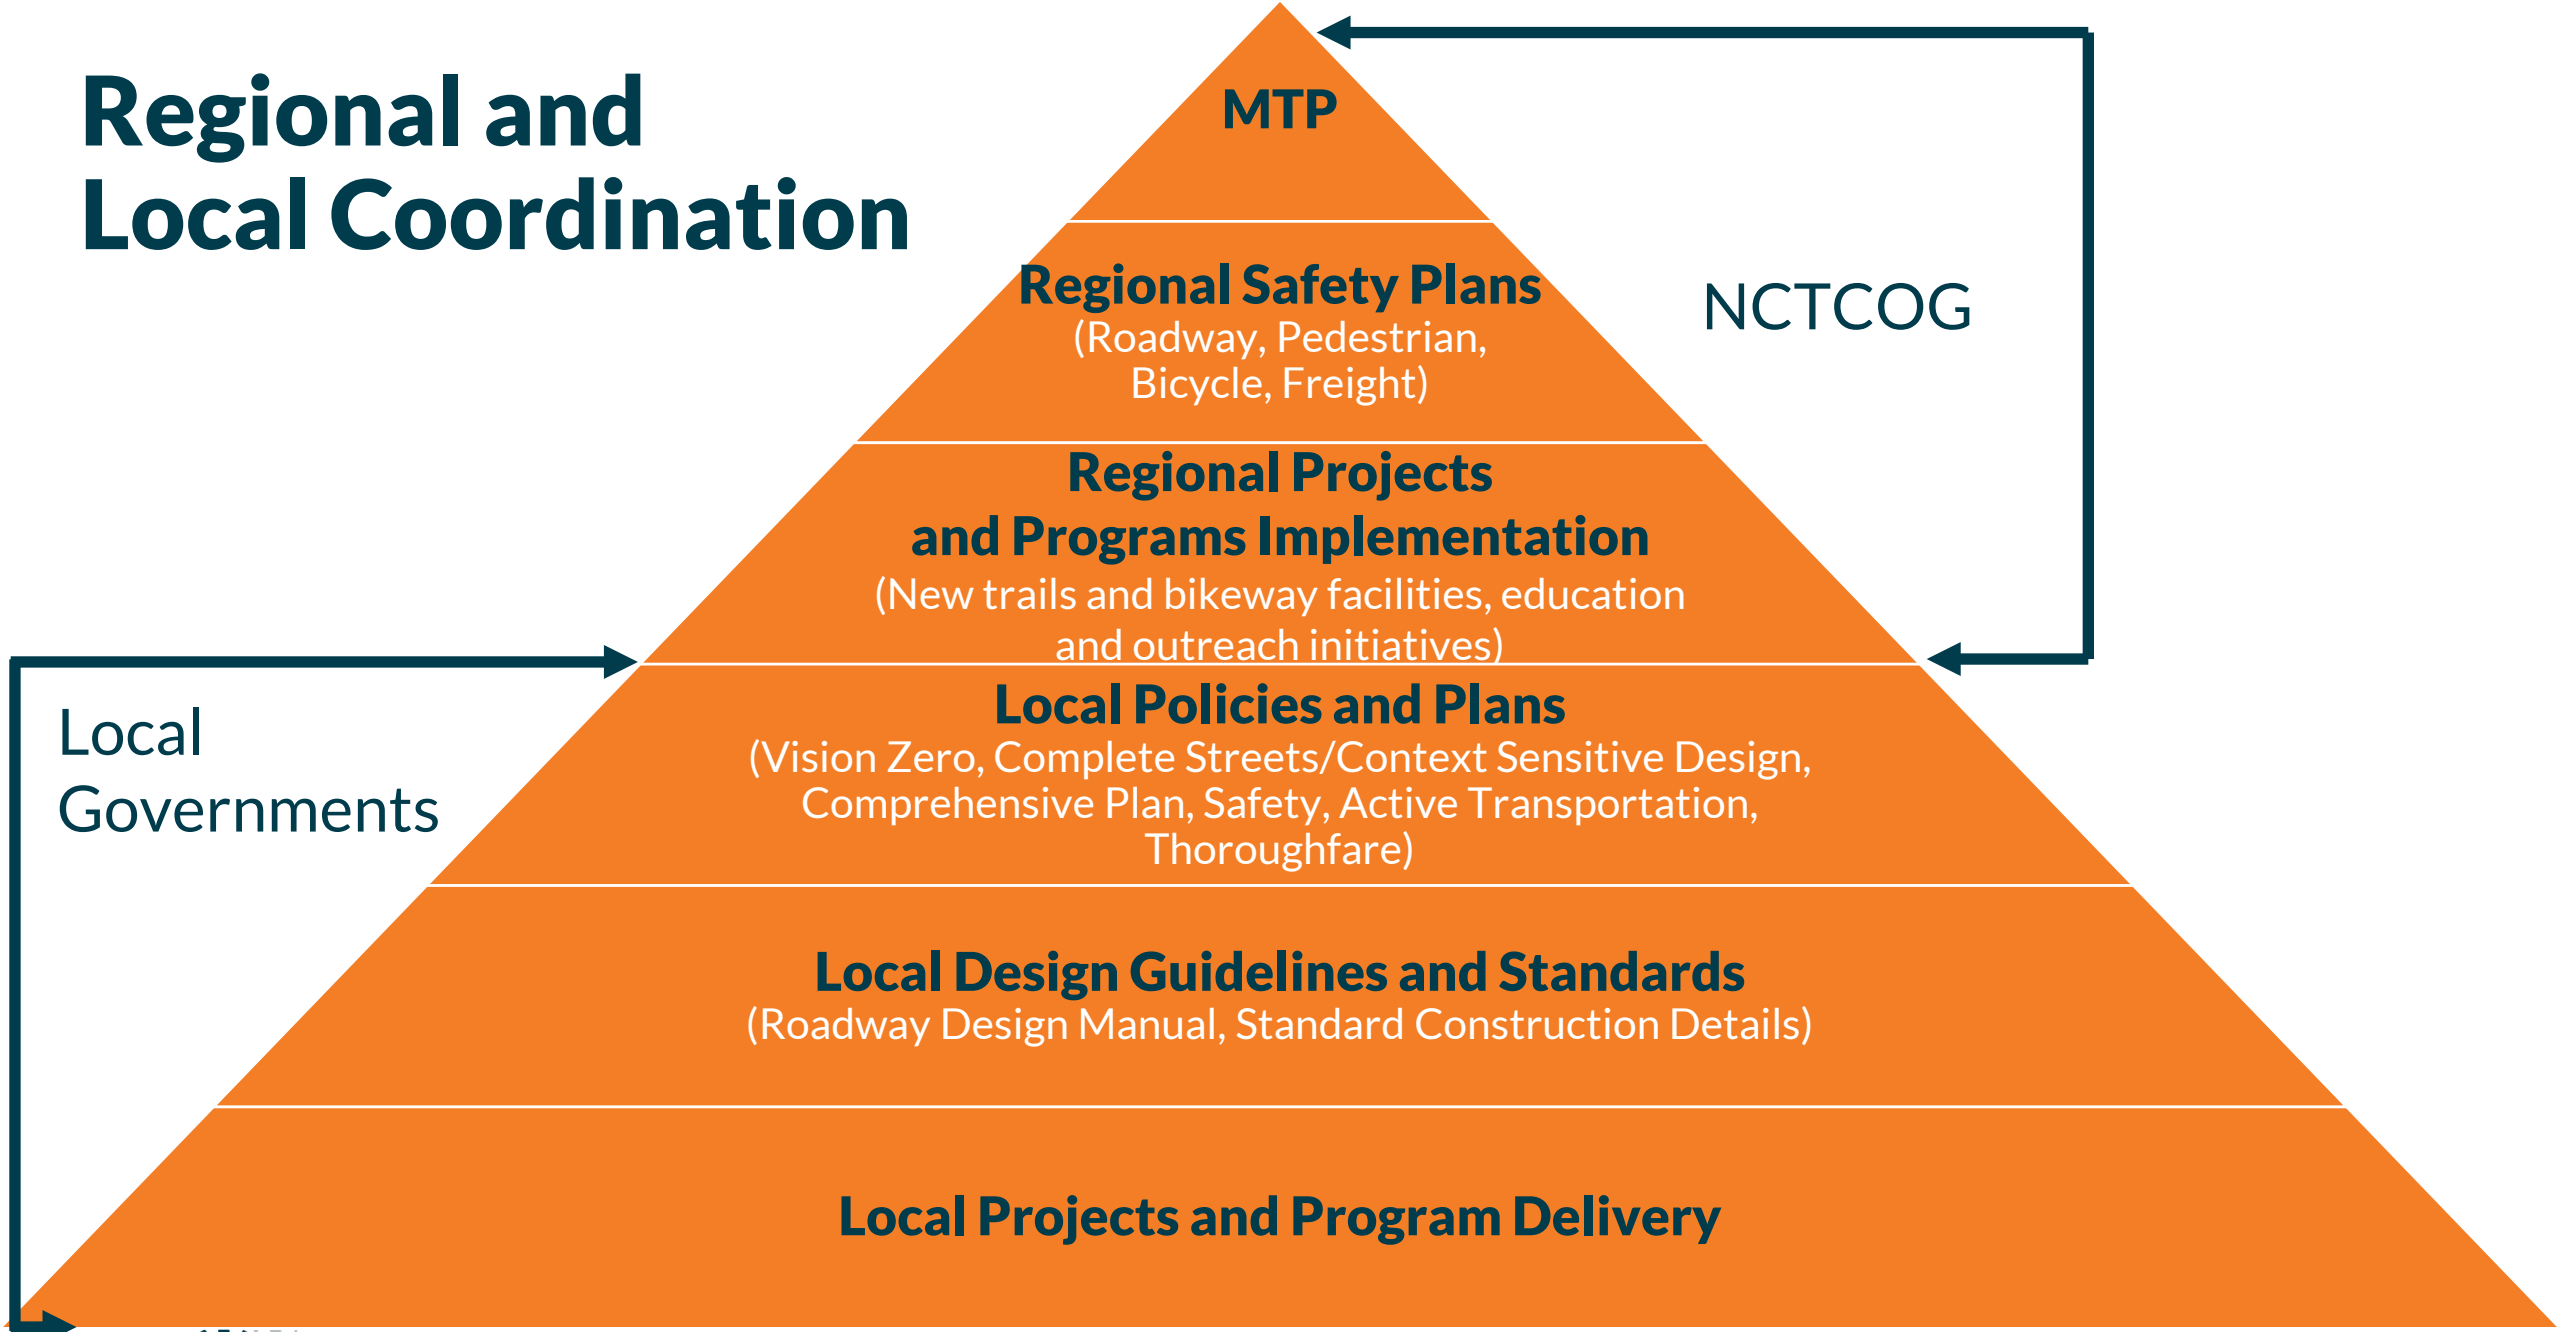 Regional and
Local Coordination
MTP
Regional Safety Plans
(Roadway, Pedestrian,
Bicycle, Freight)
NCTCOG
Regional Projects
and Programs Implementation
(New trails and bikeway facilities, education
and outreach initiatives)
Local
Governments
Local Policies and Plans
(Vision Zero, Complete Streets/Context Sensitive Design,
Comprehensive Plan, Safety, Active Transportation,
Thoroughfare)
Local Design Guidelines and Standards
(Roadway Design Manual, Standard Construction Details)
Local Projects and Program Delivery